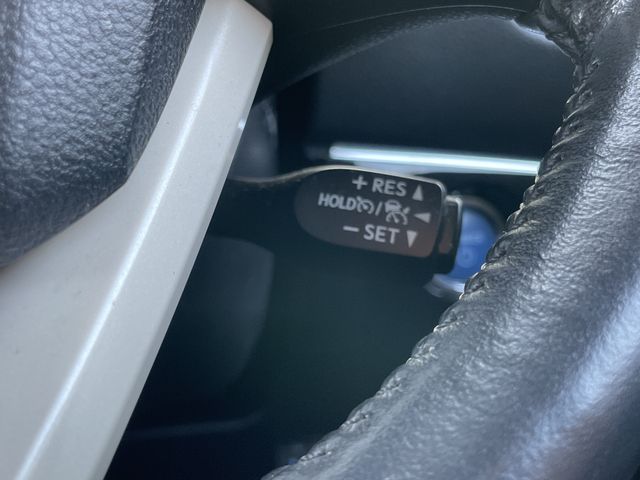 + RES ▲
HOLD / ◀
− SET ▼